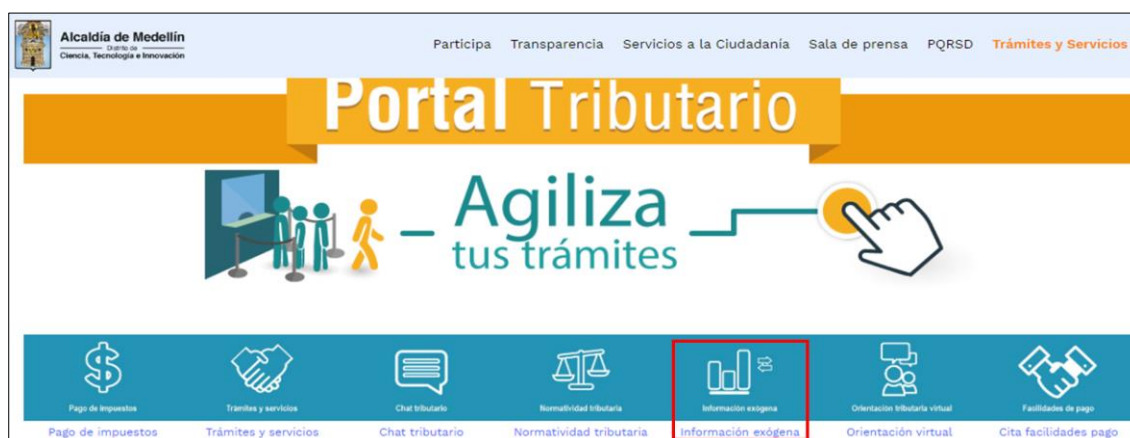 Alcaldía de Medellín
Distrito de
Ciencia, Tecnología e Innovación
Participa Transparencia Servicios a la Ciudadanía Sala de prensa PQRSD Trámites y Servicios
Portal Tributario
Agiliza
tus trámites
Pago de impuestos Trámites y servicios Chat tributario Normatividad tributaria Información exógena Orientación tributaria virtual Facilidades de pago
Pago de impuestos Trámites y servicios Chat tributario Normatividad tributaria Información exógena Orientación virtual Cita facilidades pago